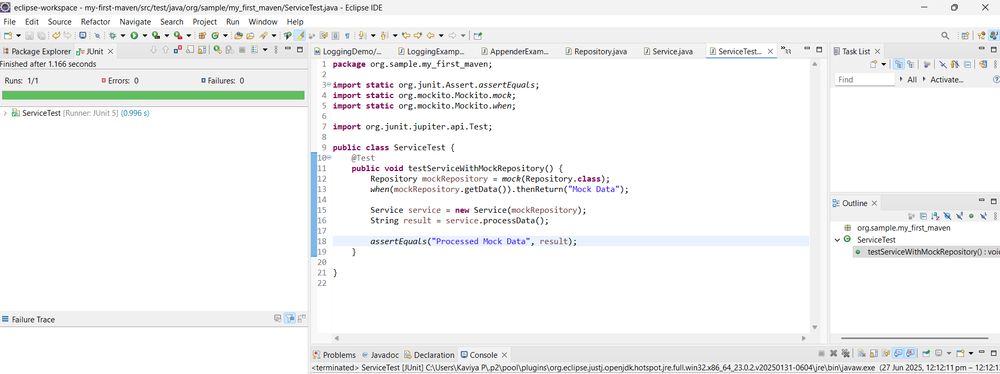 eclipse-workspace - my-first-maven/src/test/java/org/sample/my_first_maven/ServiceTest.java - Eclipse IDE
File Edit Source Refactor Navigate Search Project Run Window Help
Package Explorer JUnit
Finished after 1.166 seconds
Runs: 1/1 Errors: 0 Failures: 0
ServiceTest [Runner: JUnit 5] (0.996 s)
Failure Trace
LoggingDemo/... LoggingExamp... AppenderExam... Repository.java Service.java ServiceTest... »33
1 package org.sample.my_first_maven;
2
3 import static org.junit.Assert.assertEquals;
4 import static org.mockito.Mockito.mock;
5 import static org.mockito.Mockito.when;
6
7 import org.junit.jupiter.api.Test;
8
9 public class ServiceTest {
10 @Test
11 public void testServiceWithMockRepository() {
12 Repository mockRepository = mock(Repository.class);
13 when(mockRepository.getData()).thenReturn("Mock Data");
14
15 Service service = new Service(mockRepository);
16 String result = service.processData();
17
18 assertEquals("Processed Mock Data", result);
19 }
20
21 }
22
Task List
Find All Activate...
Outline
org.sample.my_first_maven
ServiceTest
testServiceWithMockRepository() : voi
Problems @ Javadoc Declaration Console
<terminated> ServiceTest [JUnit] C:\Users\Kaviya P\.p2\pool\plugins\org.eclipse.justj.openjdk.hotspot.jre.full.win32.x86_64_23.0.2.v20250131-0604\jre\bin\javaw.exe (27 Jun 2025, 12:12:11 pm – 12:12:1